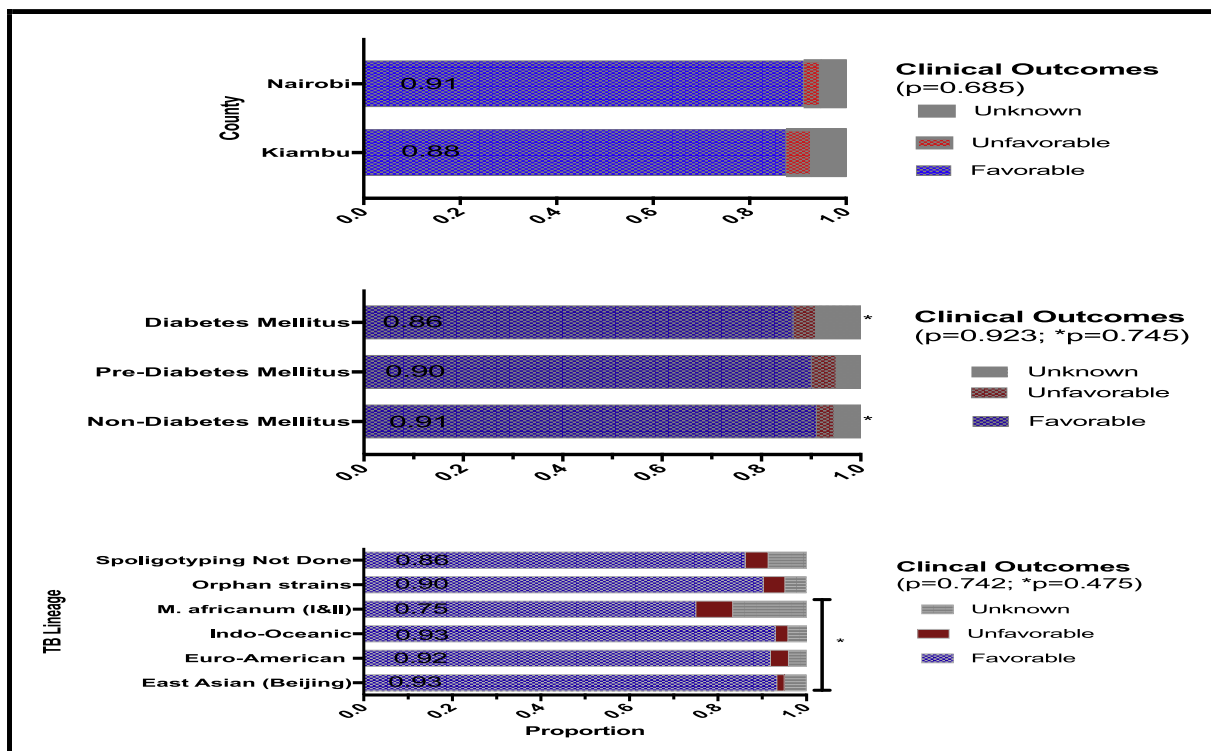 County
Nairobi
0.91
Kiambu
0.88
0.0 0.2 0.4 0.6 0.8 1.0
Clinical Outcomes
(p=0.685)
Unknown
Unfavorable
Favorable
Diabetes Mellitus
0.86
*
Pre-Diabetes Mellitus
0.90
Non-Diabetes Mellitus
0.91
*
0.0 0.2 0.4 0.6 0.8 1.0
Clinical Outcomes
(p=0.923; *p=0.745)
Unknown
Unfavorable
Favorable
TB Lineage
Spoligotyping Not Done
0.86
Orphan strains
0.90
M. africanum (I&II)
0.75
Indo-Oceanic
0.93
Euro-American
0.92
East Asian (Beijing)
0.93
*
0.0 0.2 0.4 0.6 0.8 1.0
Proportion
Clincal Outcomes
(p=0.742; *p=0.475)
Unknown
Unfavorable
Favorable